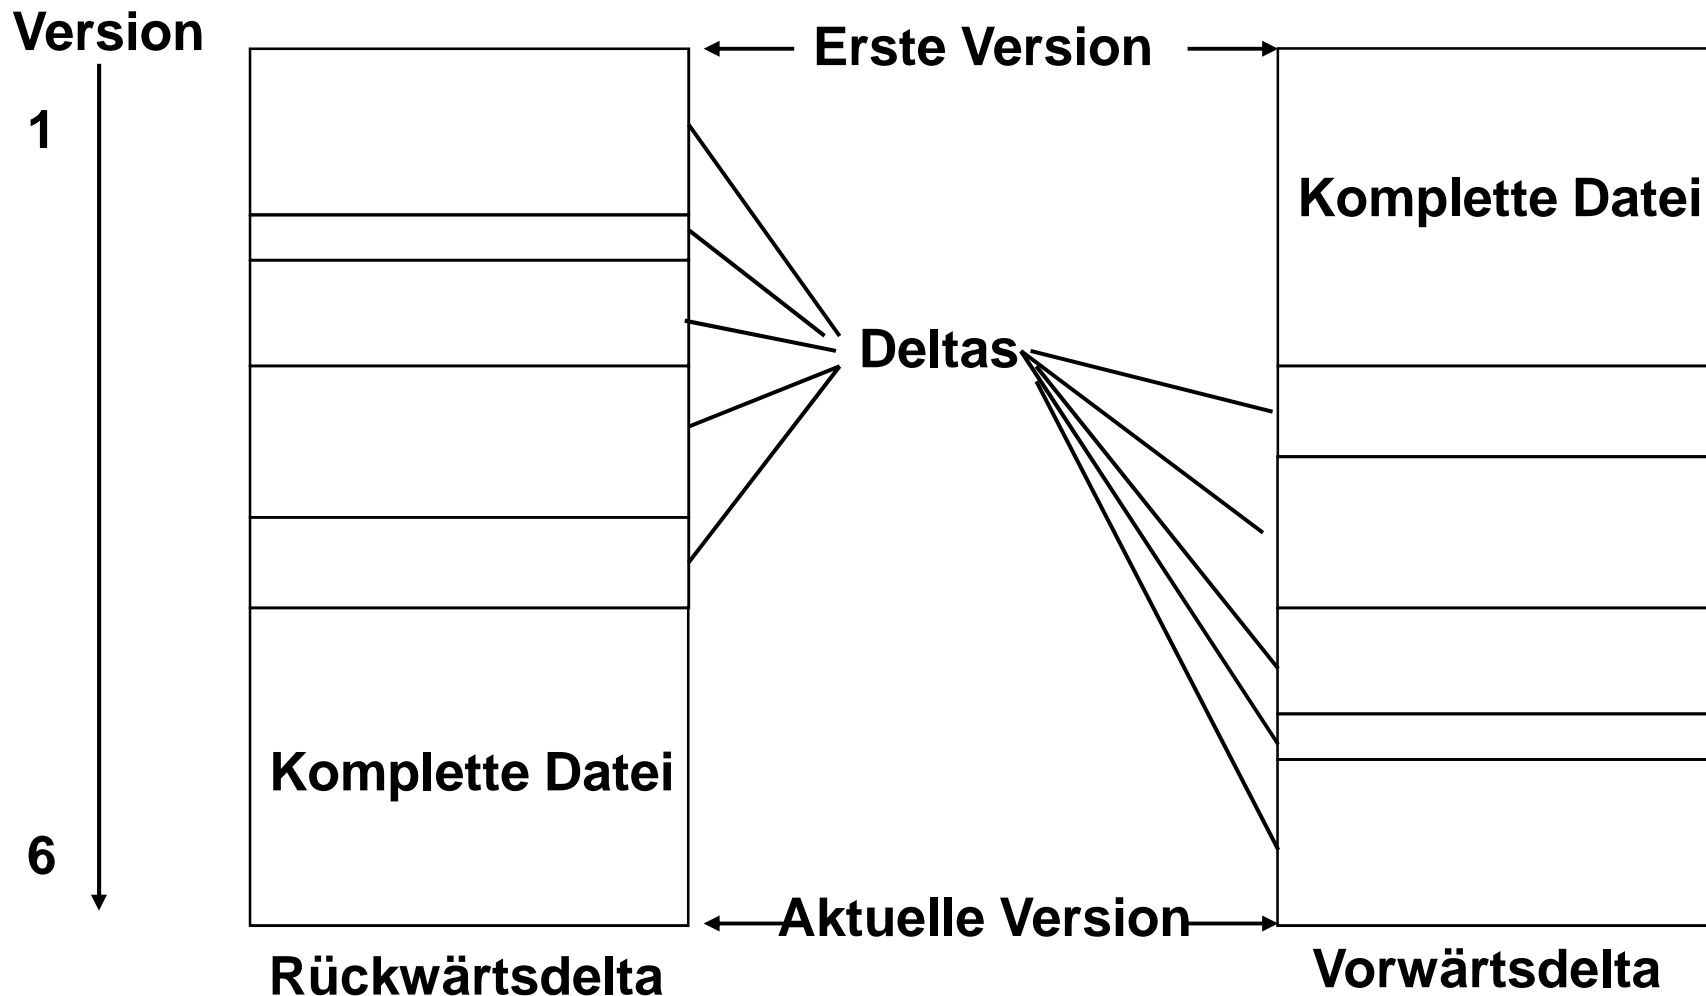 Version
Erste Version
1
Komplette Datei
Deltas
Komplette Datei
6
Aktuelle Version
Rückwärtsdelta
Vorwärtsdelta